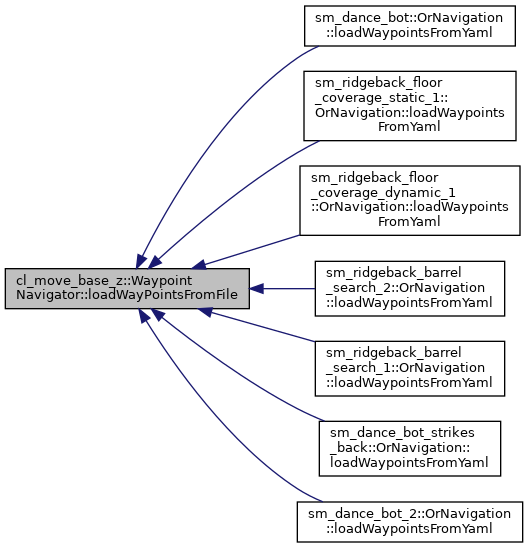 sm_dance_bot::OrNavigation
::loadWaypointsFromYaml
sm_ridgeback_floor
_coverage_static_1::
OrNavigation::loadWaypoints
FromYaml
sm_ridgeback_floor
_coverage_dynamic_1
::OrNavigation::loadWaypoints
FromYaml
cl_move_base_z::Waypoint
Navigator::loadWayPointsFromFile
sm_ridgeback_barrel
_search_2::OrNavigation
::loadWaypointsFromYaml
sm_ridgeback_barrel
_search_1::OrNavigation
::loadWaypointsFromYaml
sm_dance_bot_strikes
_back::OrNavigation::
loadWaypointsFromYaml
sm_dance_bot_2::OrNavigation
::loadWaypointsFromYaml